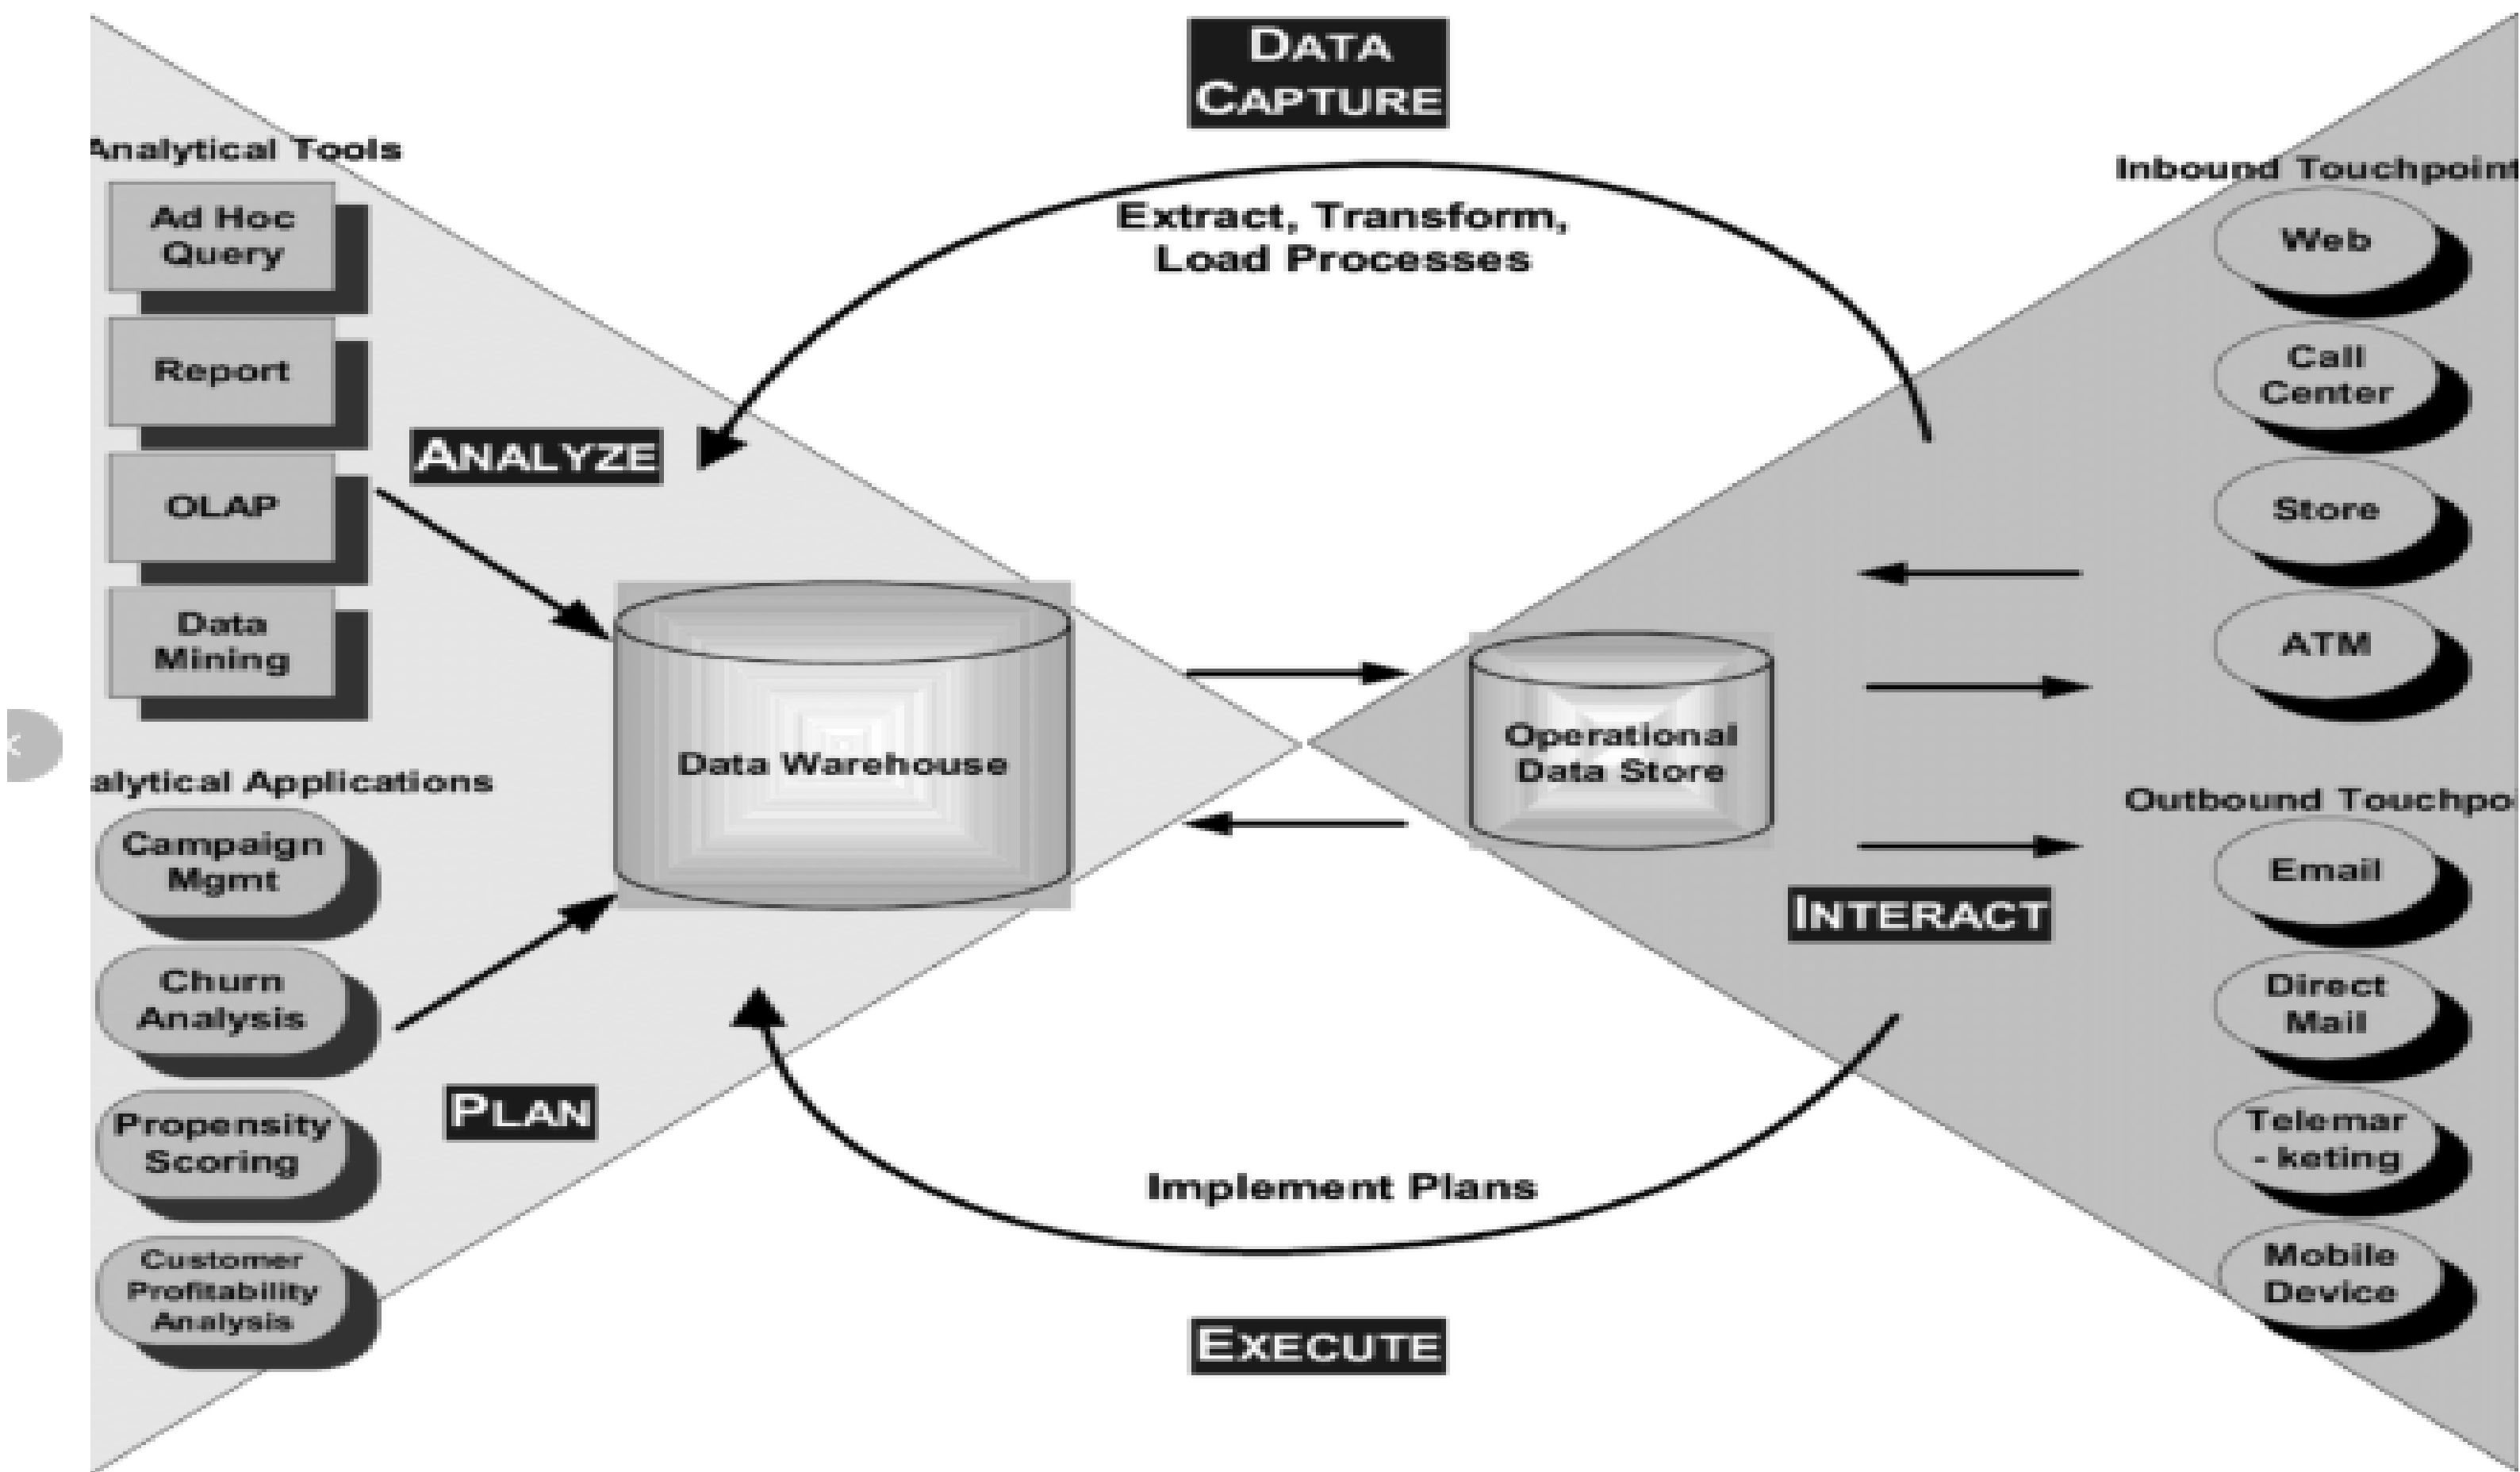 DATA
CAPTURE
Extract, Transform,
Load Processes
Analytical Tools
Ad Hoc
Query
Report
OLAP
Data
Mining
ANALYZE
alytical Applications
Campaign
Mgmt
Churn
Analysis
Propensity
Scoring
Customer
Profitability
Analysis
PLAN
Data Warehouse
Operational
Data Store
Inbound Touchpoint
Web
Call
Center
Store
ATM
Outbound Touchpo
Email
Direct
Mail
Telemar
- keting
Mobile
Device
INTERACT
Implement Plans
EXECUTE